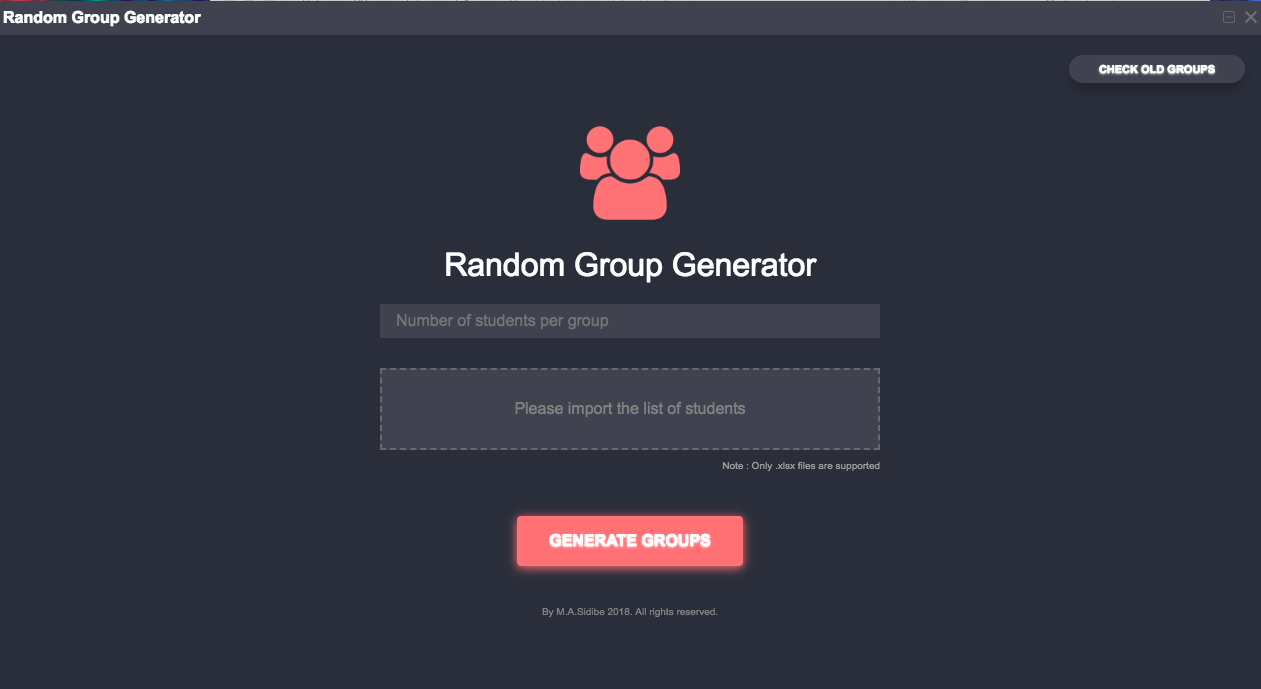 Random Group Generator
CHECK OLD GROUPS
Random Group Generator
Number of students per group
Please import the list of students
Note : Only .xlsx files are supported
GENERATE GROUPS
By M.A.Sidibe 2018. All rights reserved.